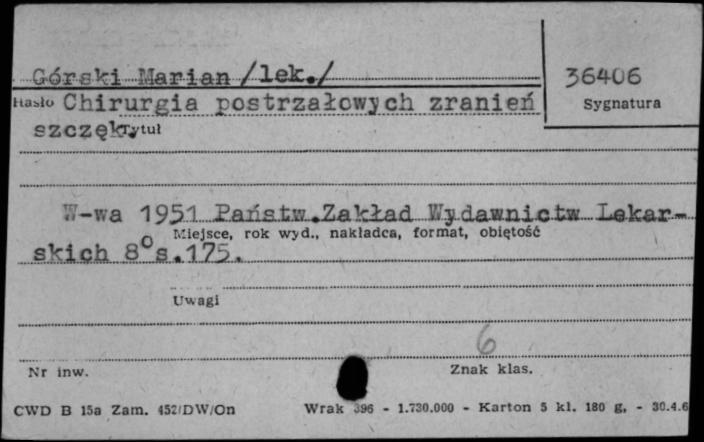 Górski Marian /lek./
36406
Hasło Chirurgia postrzałowych zranień
Sygnatura
szczęk. Tytuł
W-wa 1951 Państw.Zakład Wydawnictw Lekar-
Miejsce, rok wyd., nakładca, format, objętość
skich 8° s.175.
Uwagi
6
Nr inw.
Znak klas.
CWD B 15a Zam. 452/DW/On Wrak 396 - 1.730.000 - Karton 5 kl. 180 g, - 30.4.6